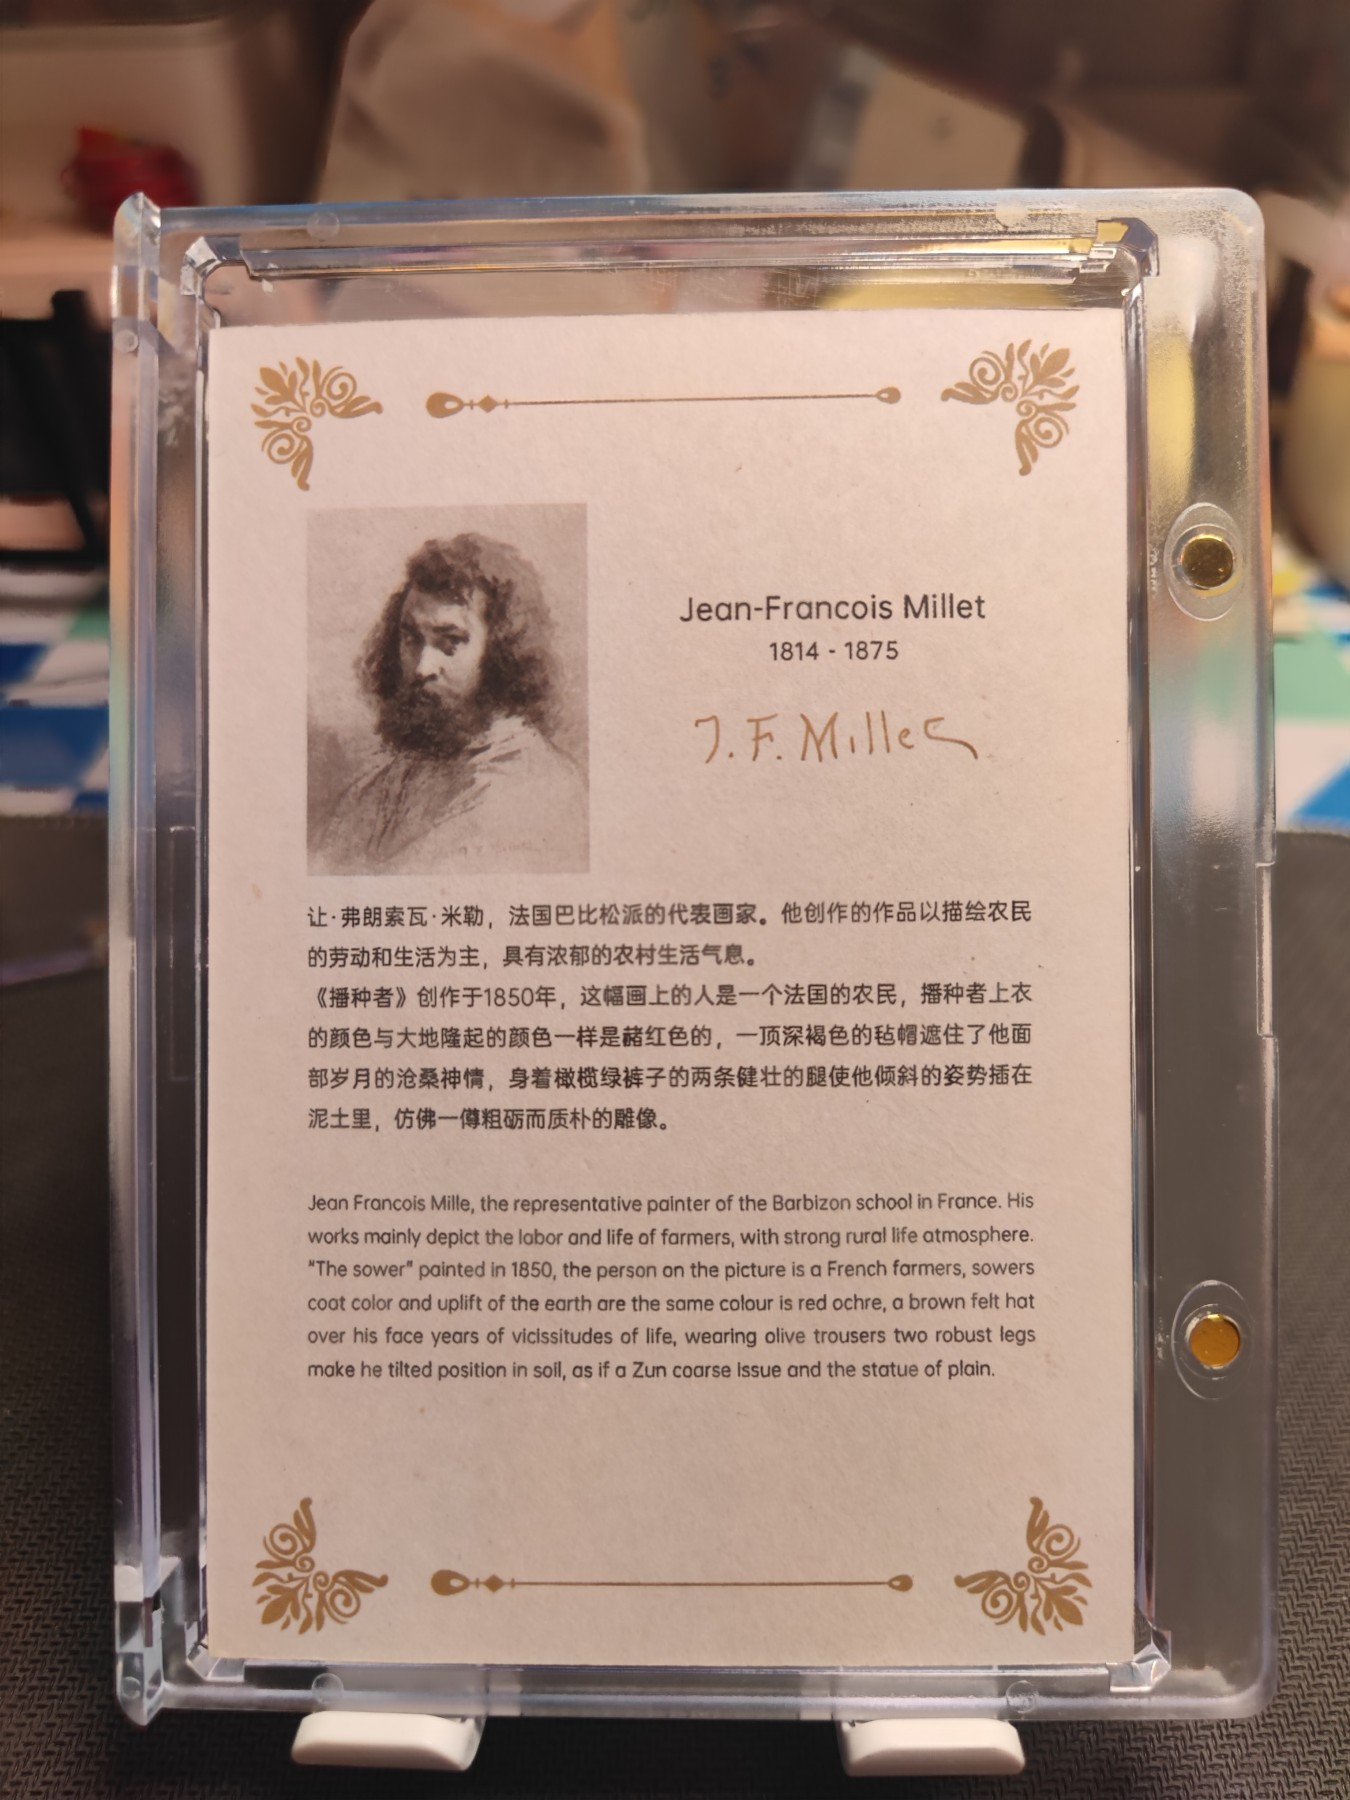 Jean-Francois Millet
1814 - 1875
J. F. Millet
让·弗朗索瓦·米勒，法国巴比松派的代表画家。他创作的作品以描绘农民
的劳动和生活为主，具有浓郁的农村生活气息。
《播种者》创作于1850年，这幅画上的人是一个法国的农民，播种者上衣
的颜色与大地隆起的颜色一样是赭红色的，一顶深褐色的毡帽遮住了他面
部岁月的沧桑神情，身着橄榄绿裤子的两条健壮的腿使他倾斜的姿势插在
泥土里，仿佛一僔粗砺而质朴的雕像。
Jean Francois Mille, the representative painter of the Barbizon school in France. His
works mainly depict the labor and life of farmers, with strong rural life atmosphere.
"The sower" painted in 1850, the person on the picture is a French farmers, sowers
coat color and uplift of the earth are the same colour is red ochre, a brown felt hat
over his face years of vicissitudes of life, wearing olive trousers two robust legs
make he tilted position in soil, as if a Zun coarse Issue and the statue of plain.